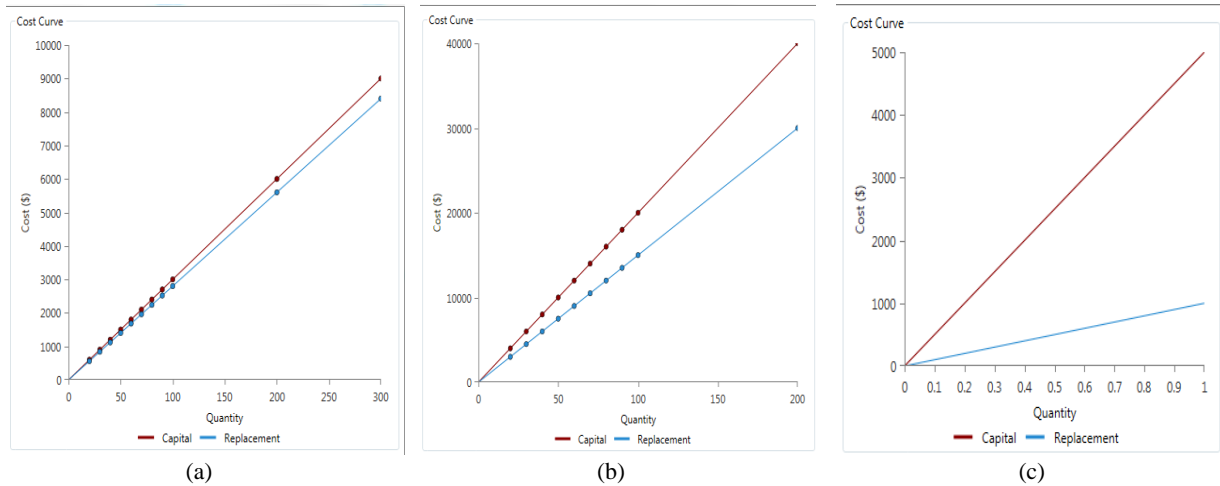 Cost Curve
10000
9000
8000
7000
6000
5000
4000
3000
2000
1000
0
Cost ($)
0 50 100 150 200 250 300
Quantity
Capital Replacement
(a)
Cost Curve
40000
30000
20000
10000
0
Cost ($)
0 50 100 150 200
Quantity
Capital Replacement
(b)
Cost Curve
5000
4000
3000
2000
1000
0
Cost ($)
0 0.1 0.2 0.3 0.4 0.5 0.6 0.7 0.8 0.9 1
Quantity
Capital Replacement
(c)